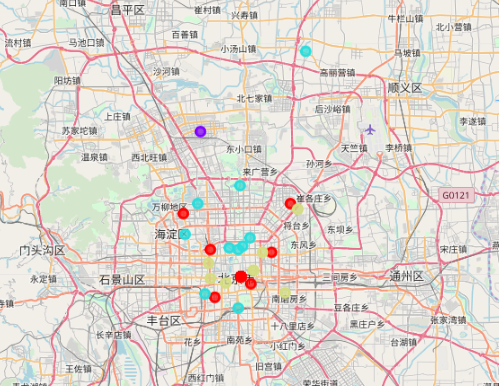 南口镇
昌平区
崔村镇
兴寿镇
牛栏山镇
北小营镇
百善镇
流村镇
马池口镇
小汤山镇
马坡镇
阳坊镇
沙河镇
高丽营镇
顺义区
北七家镇
后沙峪镇
上庄镇
李遂镇
苏家坨镇
东小口镇
天竺镇
李桥镇
温泉镇
西北旺镇
孙河乡
来广营乡
G0121
万柳地区
崔各庄乡
海淀区
将台乡
东坝乡
门头沟区
东风乡
宋庄镇
永定镇
石景山区
北京
三间房乡
通州区
南磨房乡
豆各庄乡
丰台区
十八里店乡
黑庄户乡
张家湾镇
长辛店镇
花乡
南苑乡
小红门乡
台湖镇
王佐镇
旧宫镇
西红门镇
荣华街道